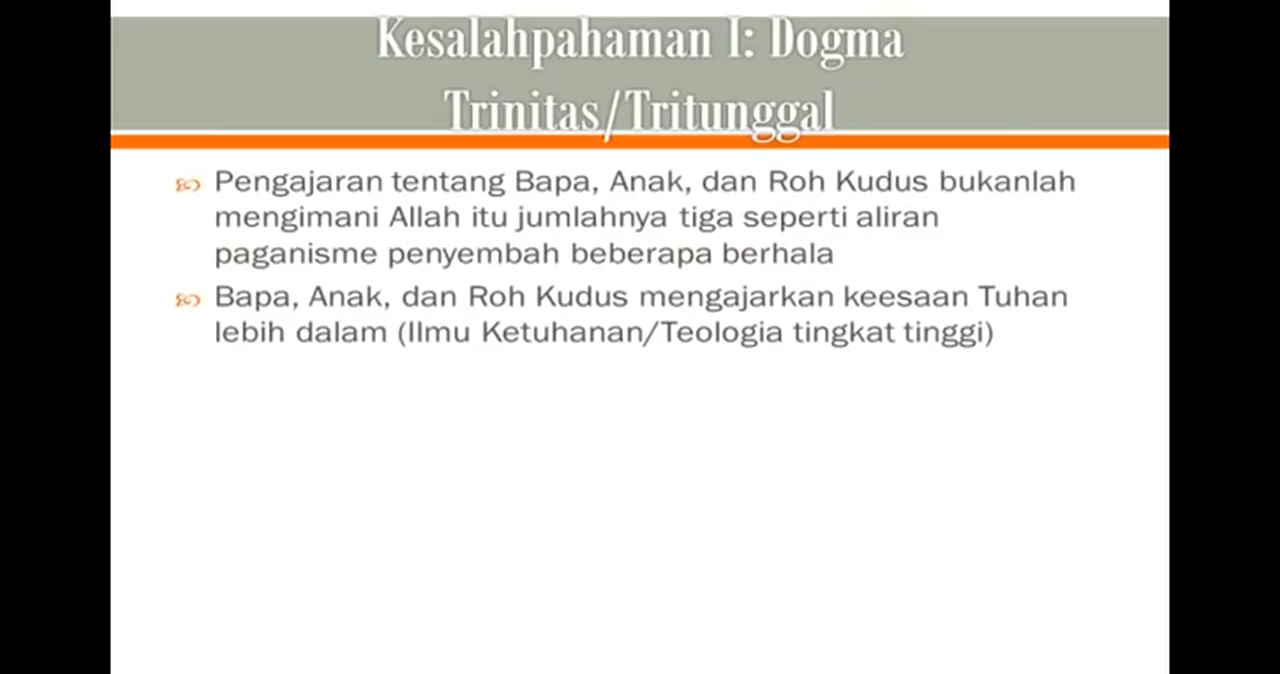 Kesalahpahaman I: Dogma
Trinitas/Tritunggal
Pengajaran tentang Bapa, Anak, dan Roh Kudus bukanlah
mengimani Allah itu jumlahnya tiga seperti aliran
paganisme penyembah beberapa berhala
Bapa, Anak, dan Roh Kudus mengajarkan keesaan Tuhan
lebih dalam (Ilmu Ketuhanan/Teologia tingkat tinggi)